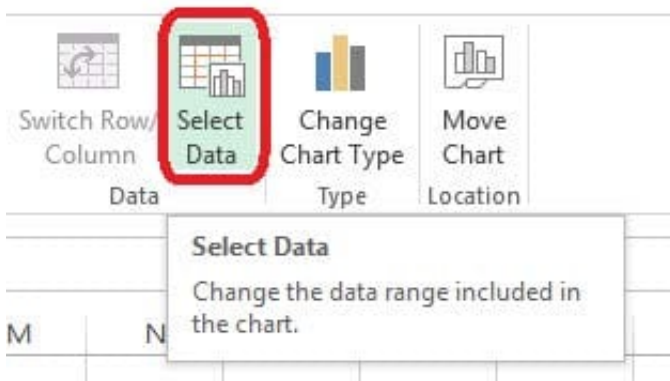 Switch Row/
Column
Select
Data
Change
Chart Type
Move
Chart
Data
Type
Location
Select Data
Change the data range included in
the chart.
M
N